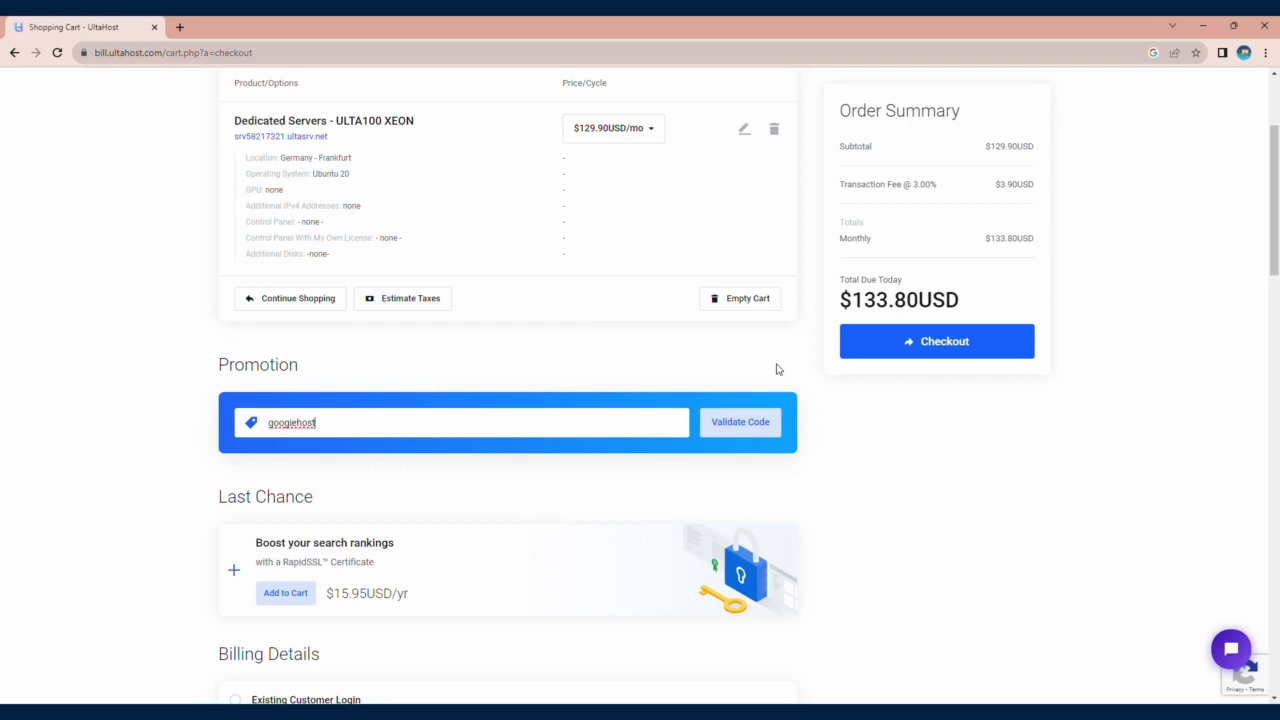 Shopping Cart - UltaHost
bill.ultahost.com/cart.php?a=checkout
Product/Options
Price/Cycle
Dedicated Servers - ULTA100 XEON
srv58217321.ultasrv.net
$129.90USD/mo
Location: Germany - Frankfurt
-
Operating System: Ubuntu 20
-
GPU: none
-
Additional IPv4 Addresses: none
-
Control Panel: - none -
-
Control Panel With My Own License: - none -
-
Additional Disks: -none-
-
Continue Shopping
Estimate Taxes
Empty Cart
Order Summary
Subtotal $129.90USD
Transaction Fee @ 3.00% $3.90USD
Totals
Monthly $133.80USD
Total Due Today
$133.80USD
Checkout
Promotion
googiehost
Validate Code
Last Chance
Boost your search rankings
with a RapidSSL™ Certificate
Add to Cart $15.95USD/yr
Billing Details
Existing Customer Login
Privacy - Terms